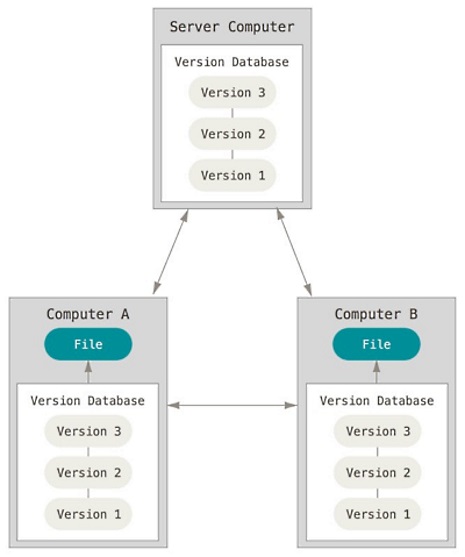 Server Computer
Version Database
Version 3
Version 2
Version 1
Computer A
File
Version Database
Version 3
Version 2
Version 1
Computer B
File
Version Database
Version 3
Version 2
Version 1